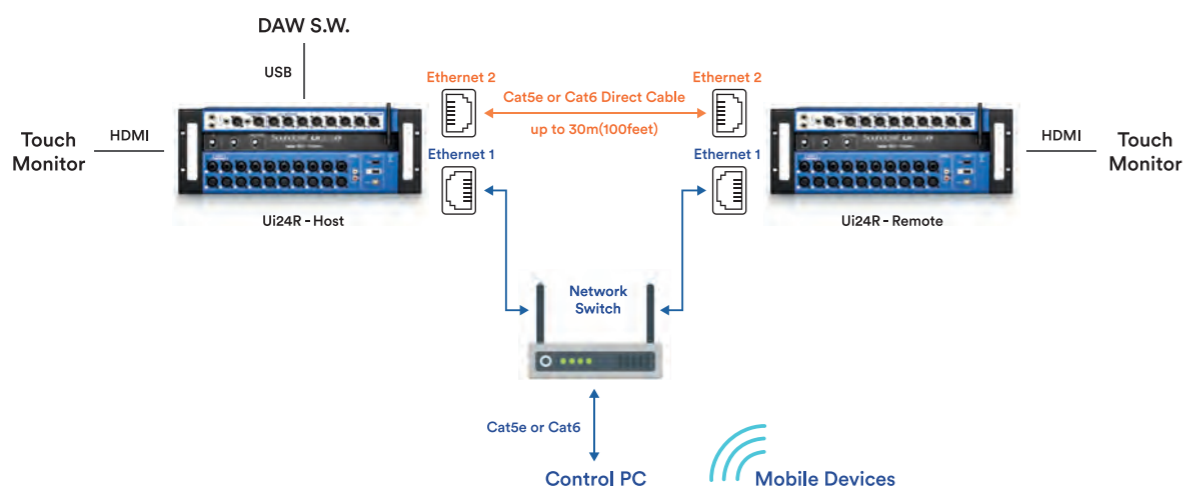 DAW S.W.
USB
Ethernet 2
Ethernet 2
Cat5e or Cat6 Direct Cable
up to 30m(100feet)
Touch
Monitor
HDMI
Ethernet 1
Ethernet 1
HDMI
Touch
Monitor
Ui24R - Host
Ui24R - Remote
Network
Switch
Cat5e or Cat6
Control PC
Mobile Devices